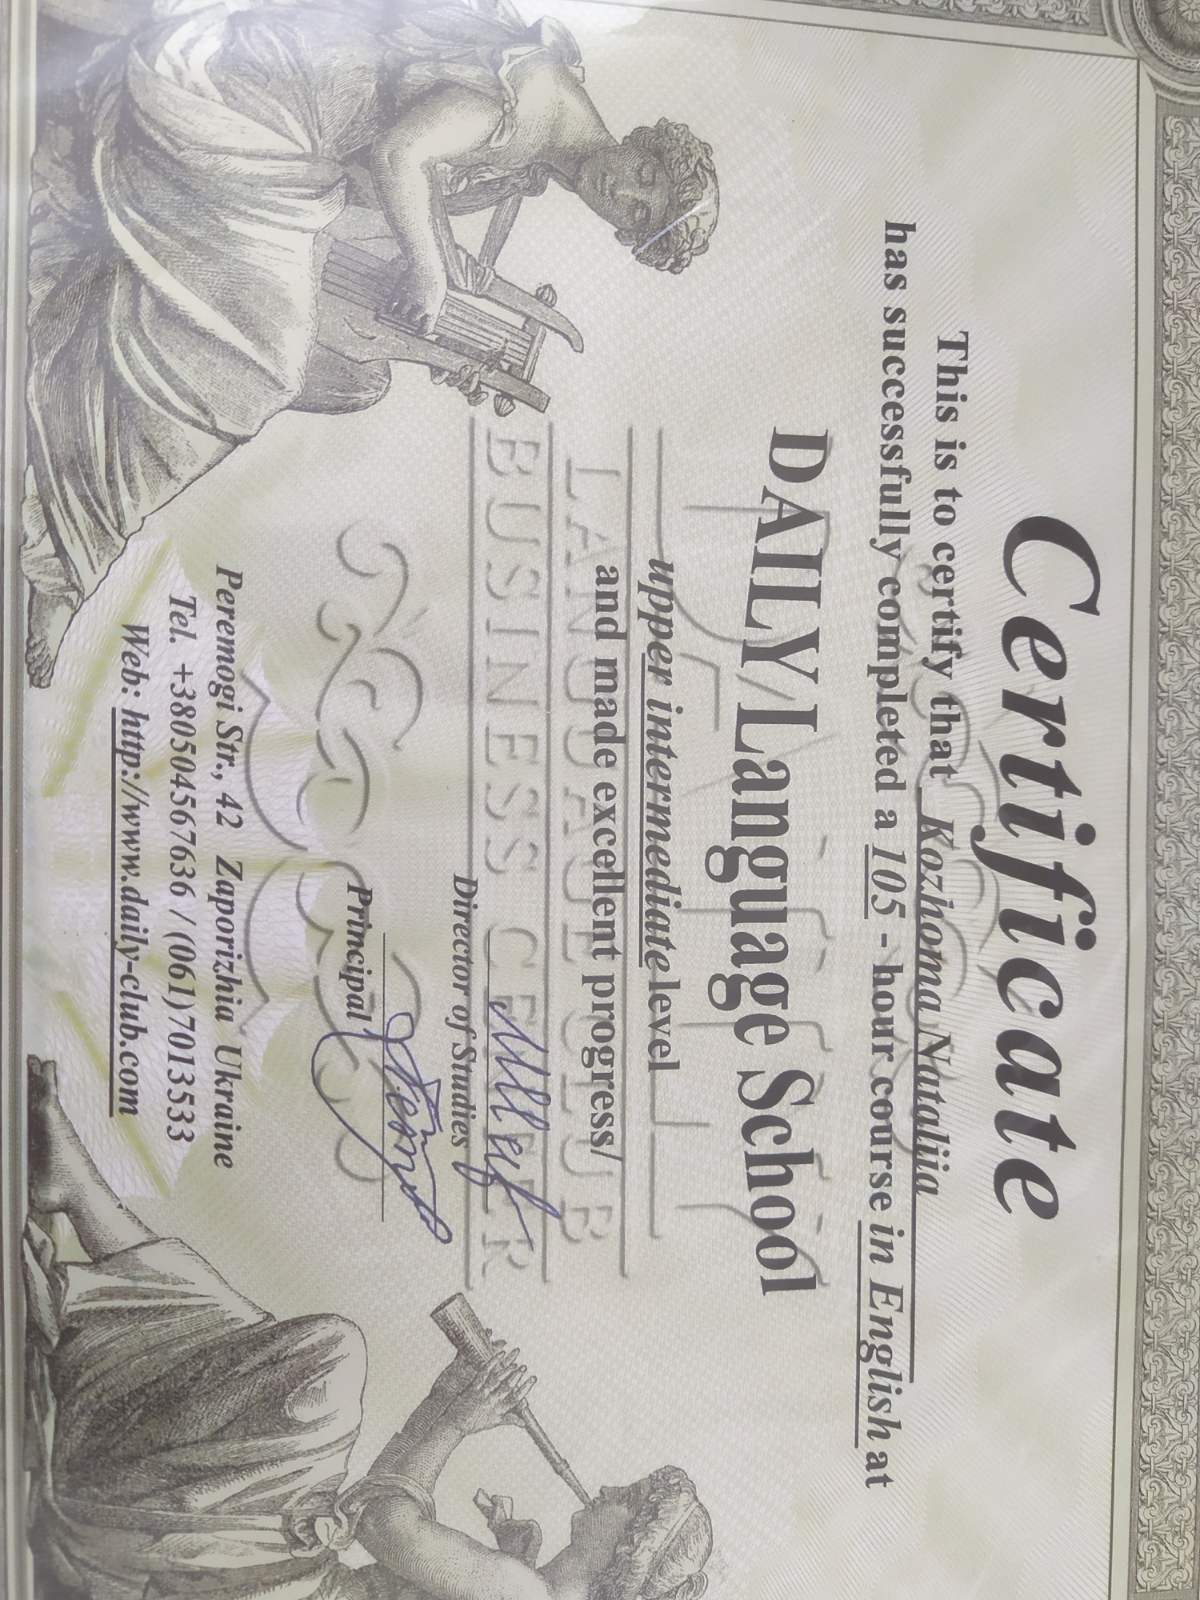 Certificate
This is to certify that Kozhoma Nataliia
has successfully completed a 105 - hour course in English at
DAILY Language School
upper intermediate level
and made excellent progress/
LANGUAGE CLUB
BUSINESS CENTER
Director of Studies
Principal
Peremogi Str., 42 Zaporizhia Ukraine
Tel. +380504567636 / (061)7013533
Web: http://www.daily-club.com